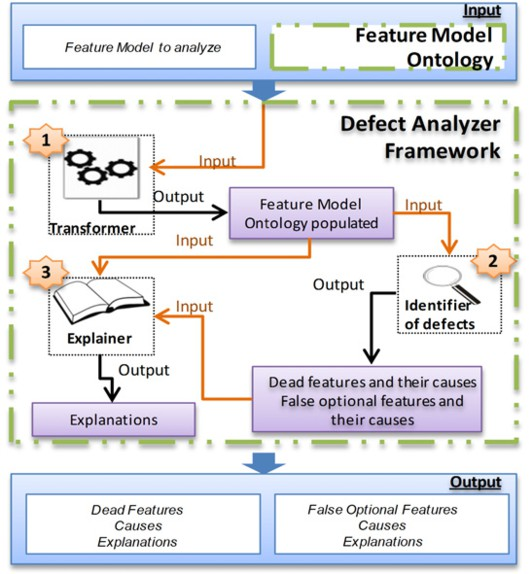 Input
Feature Model to analyze
Feature Model
Ontology
Defect Analyzer
Framework
1
Input
Transformer
Output
Feature Model
Ontology populated
Input
Input
2
3
Output
Identifier
of defects
Input
Explainer
Output
Dead features and their causes
False optional features and
their causes
Explanations
Output
Dead Features
Causes
Explanations
False Optional Features
Causes
Explanations